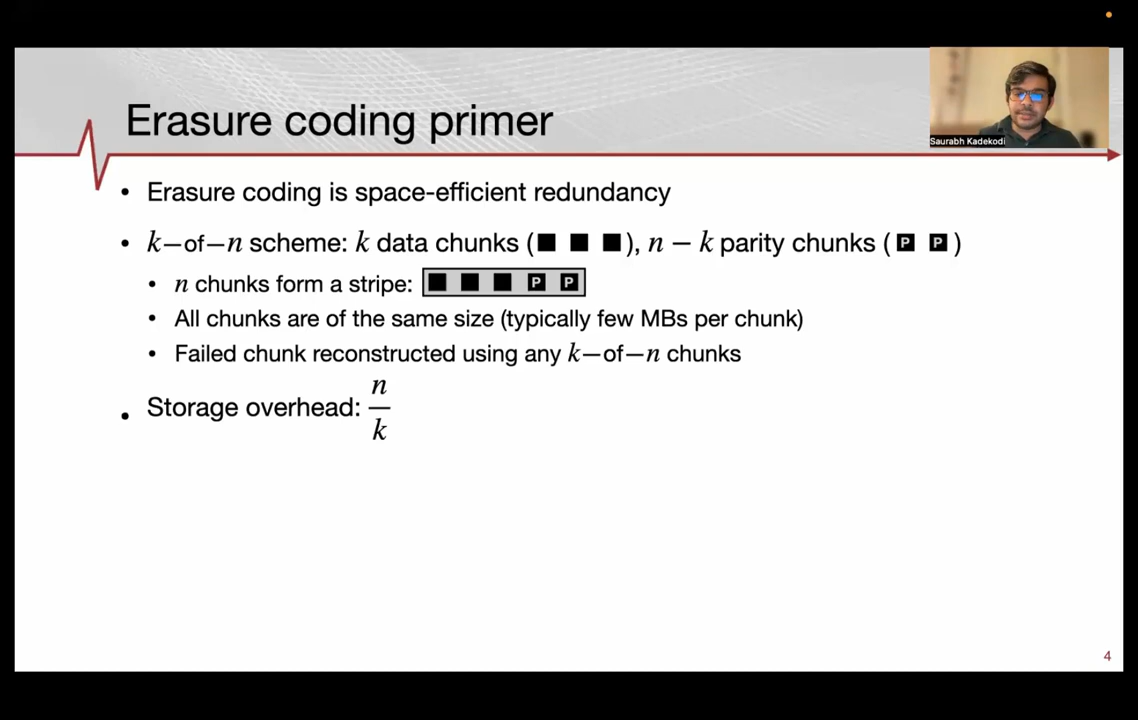 Erasure coding primer
Saurabh Kadekodi
• Erasure coding is space-efficient redundancy
• k–of–n scheme: k data chunks ( ■ ■ ■ ), n − k parity chunks ( P P )
• n chunks form a stripe: ■ ■ ■ P P
• All chunks are of the same size (typically few MBs per chunk)
• Failed chunk reconstructed using any k–of–n chunks
• Storage overhead: n/k
4